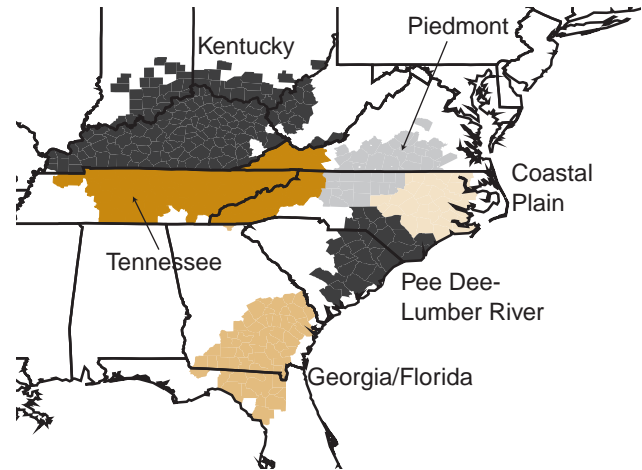 Piedmont
Kentucky
Coastal
Plain
Tennessee
Pee Dee-
Lumber River
Georgia/Florida